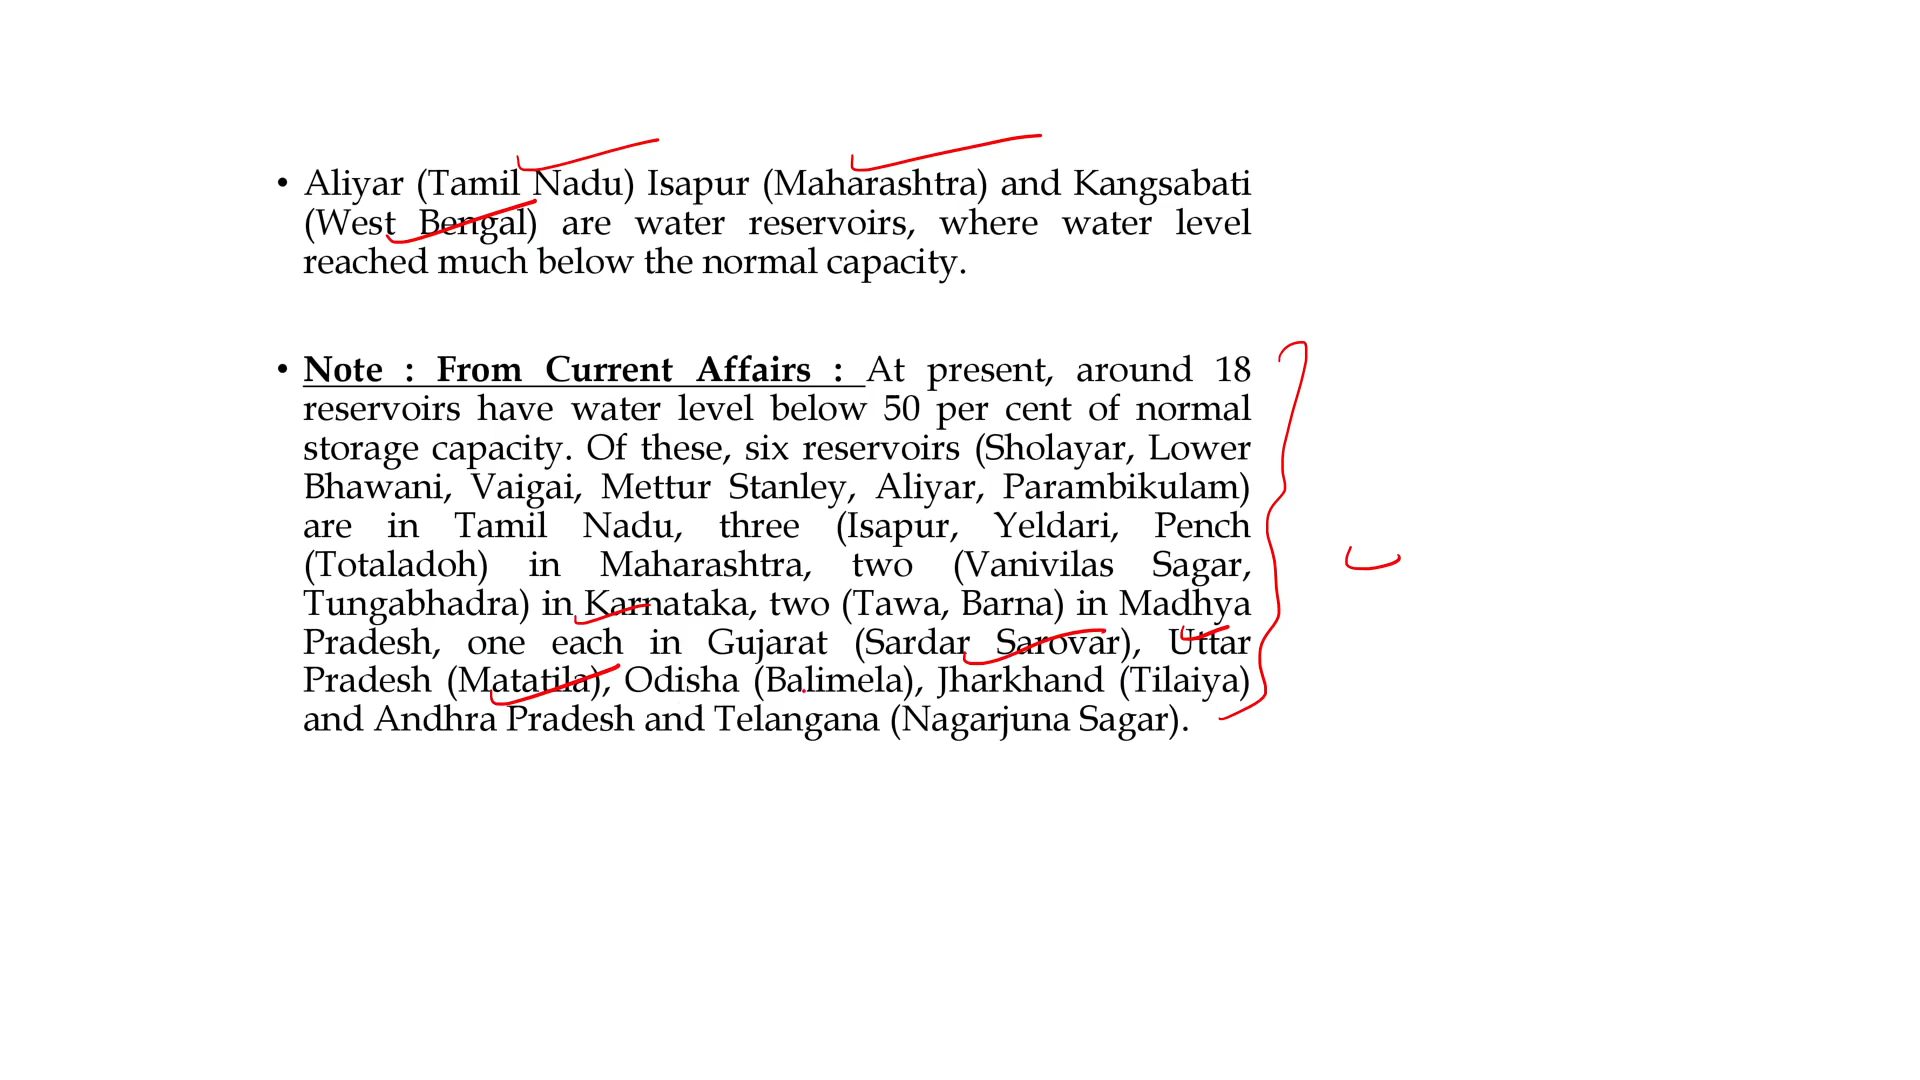 • Aliyar (Tamil Nadu) Isapur (Maharashtra) and Kangsabati
(West Bengal) are water reservoirs, where water level
reached much below the normal capacity.
• Note : From Current Affairs : At present, around 18
reservoirs have water level below 50 per cent of normal
storage capacity. Of these, six reservoirs (Sholayar, Lower
Bhawani, Vaigai, Mettur Stanley, Aliyar, Parambikulam)
are in Tamil Nadu, three (Isapur, Yeldari, Pench
(Totaladoh) in Maharashtra, two (Vanivilas Sagar,
Tungabhadra) in Karnataka, two (Tawa, Barna) in Madhya
Pradesh, one each in Gujarat (Sardar Sarovar), Uttar
Pradesh (Matatila), Odisha (Balimela), Jharkhand (Tilaiya)
and Andhra Pradesh and Telangana (Nagarjuna Sagar).